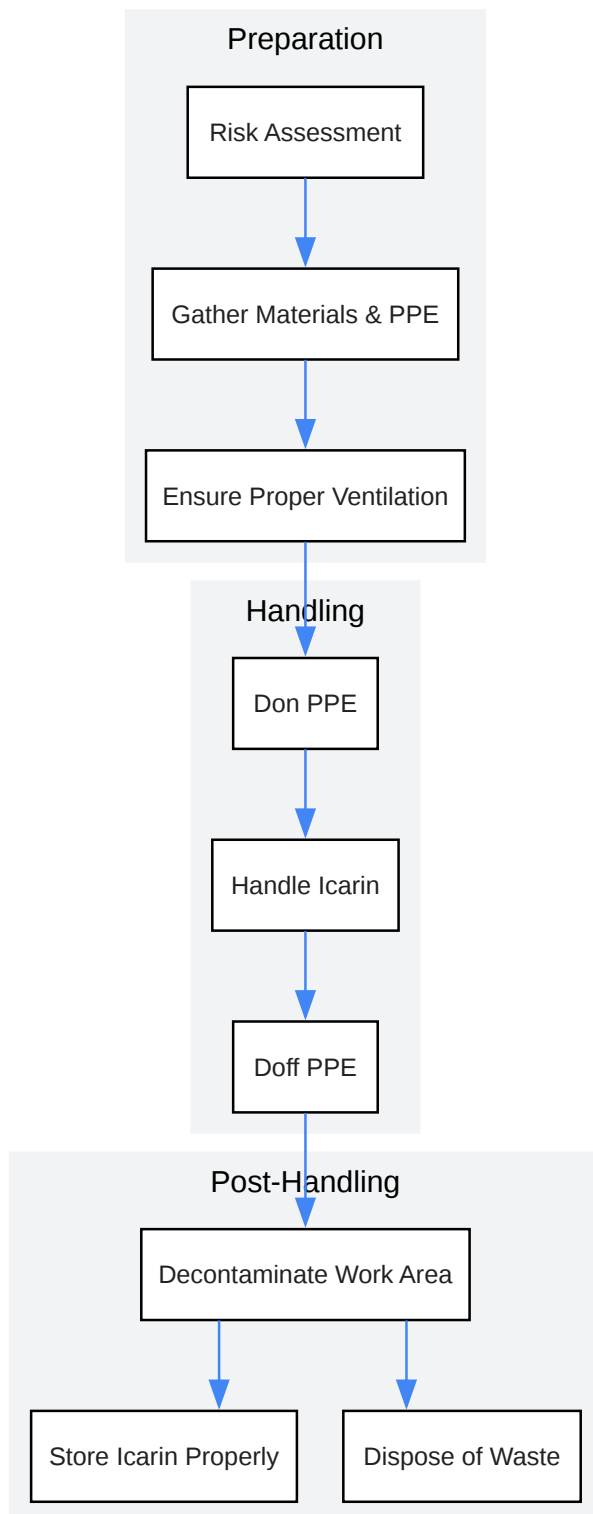 Preparation
Risk Assessment
Gather Materials & PPE
Ensure Proper Ventilation
Handling
Don PPE
Handle Icarin
Doff PPE
Post-Handling
Decontaminate Work Area
Store Icarin Properly
Dispose of Waste